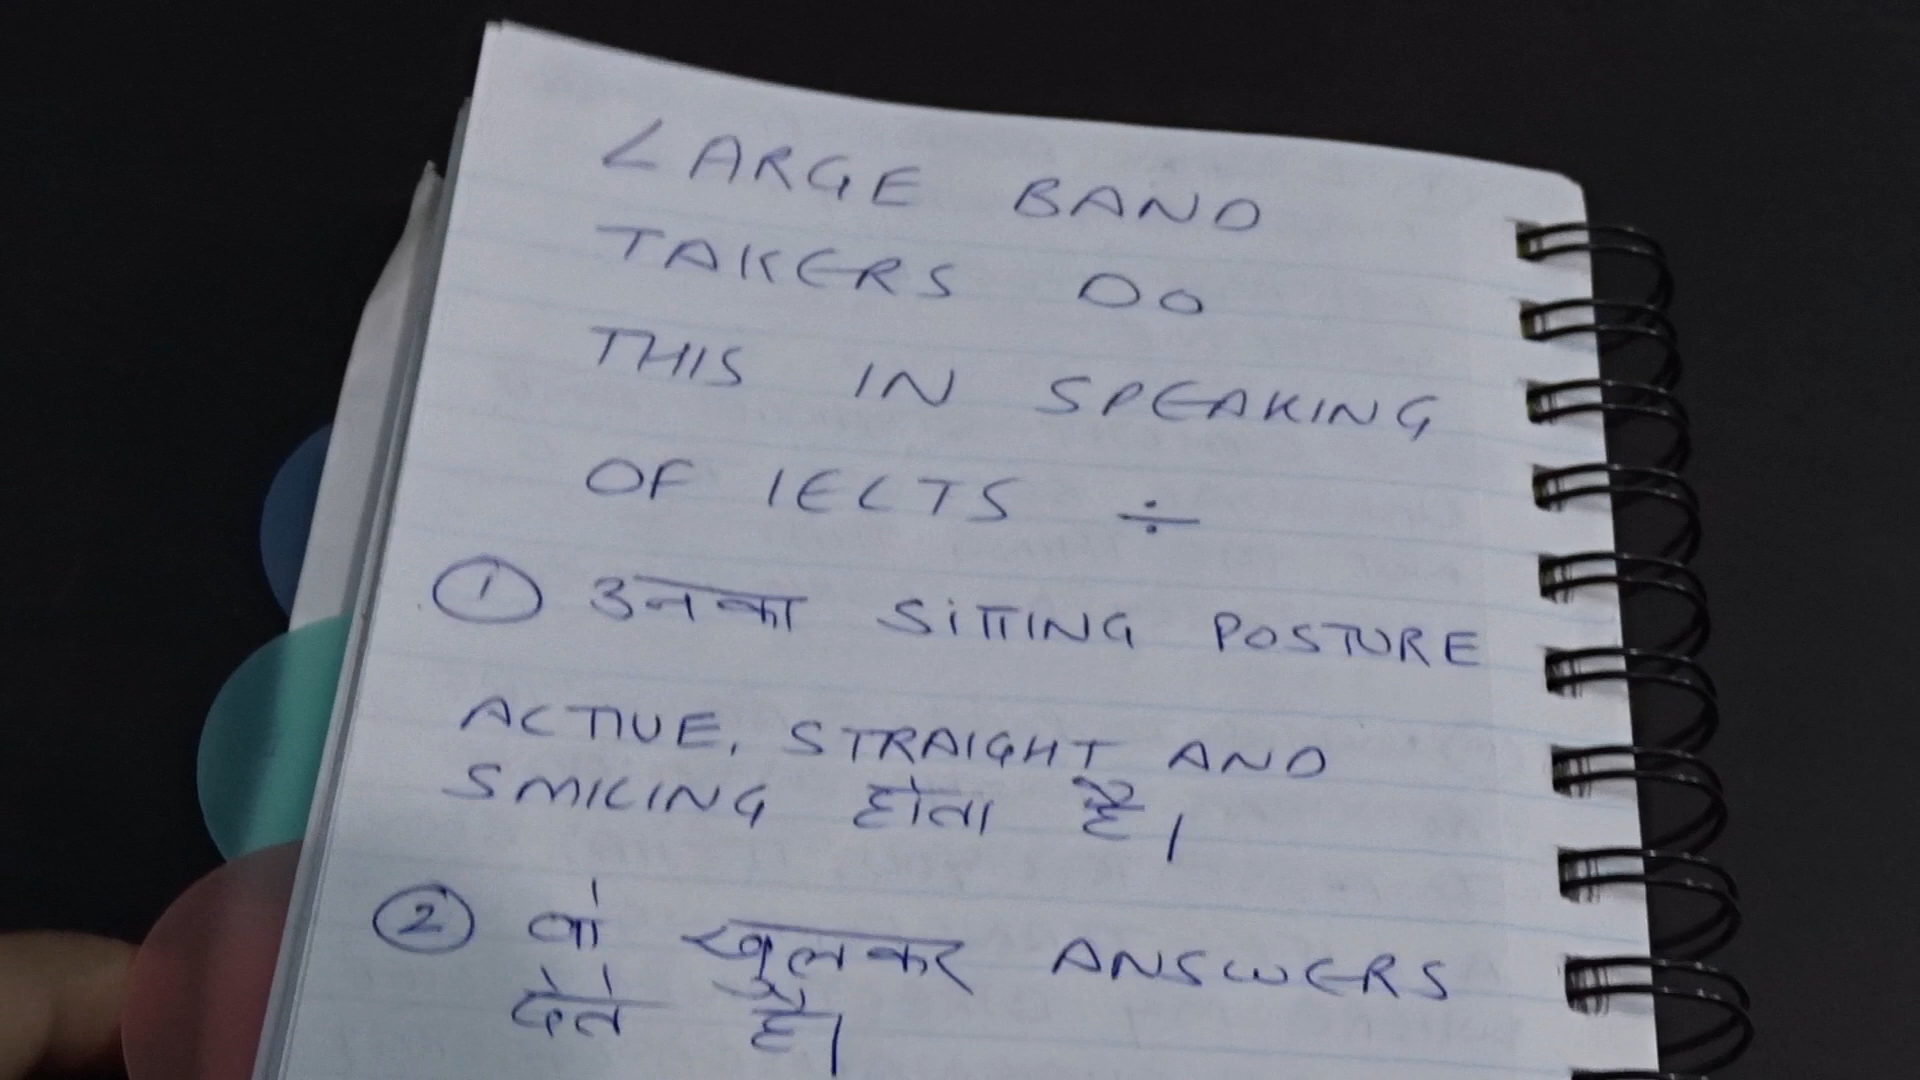 LARGE BAND
TAKERS DO
THIS IN SPEAKING
OF IELTS ÷
① उनका SiTTING POSTURE
ACTIVE, STRAIGHT AND
SMILING होता है।
② वो खुलकर ANSWERS
देते है।